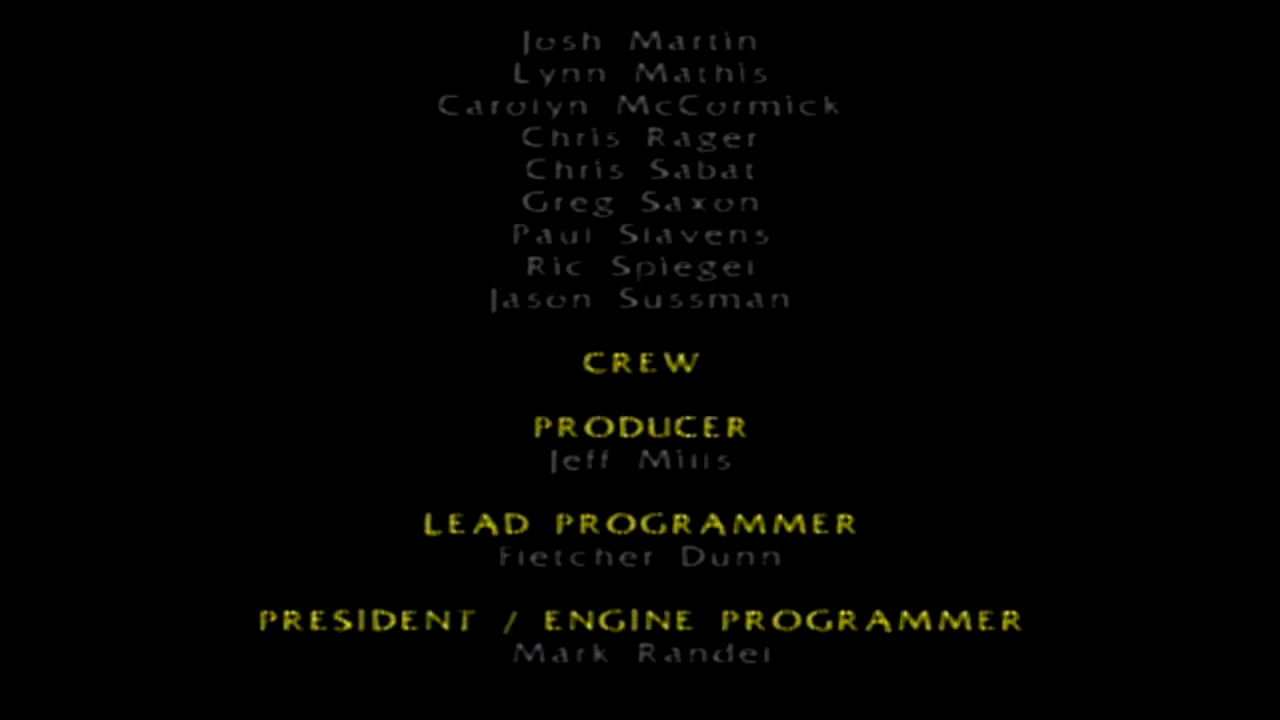 Josh Martin
Lynn Mathis
Carolyn McCormick
Chris Rager
Chris Sabat
Greg Saxon
Paul Slavens
Ric Spiegel
Jason Sussman
CREW
PRODUCER
Jeff Mills
LEAD PROGRAMMER
Fletcher Dunn
PRESIDENT / ENGINE PROGRAMMER
Mark Randel